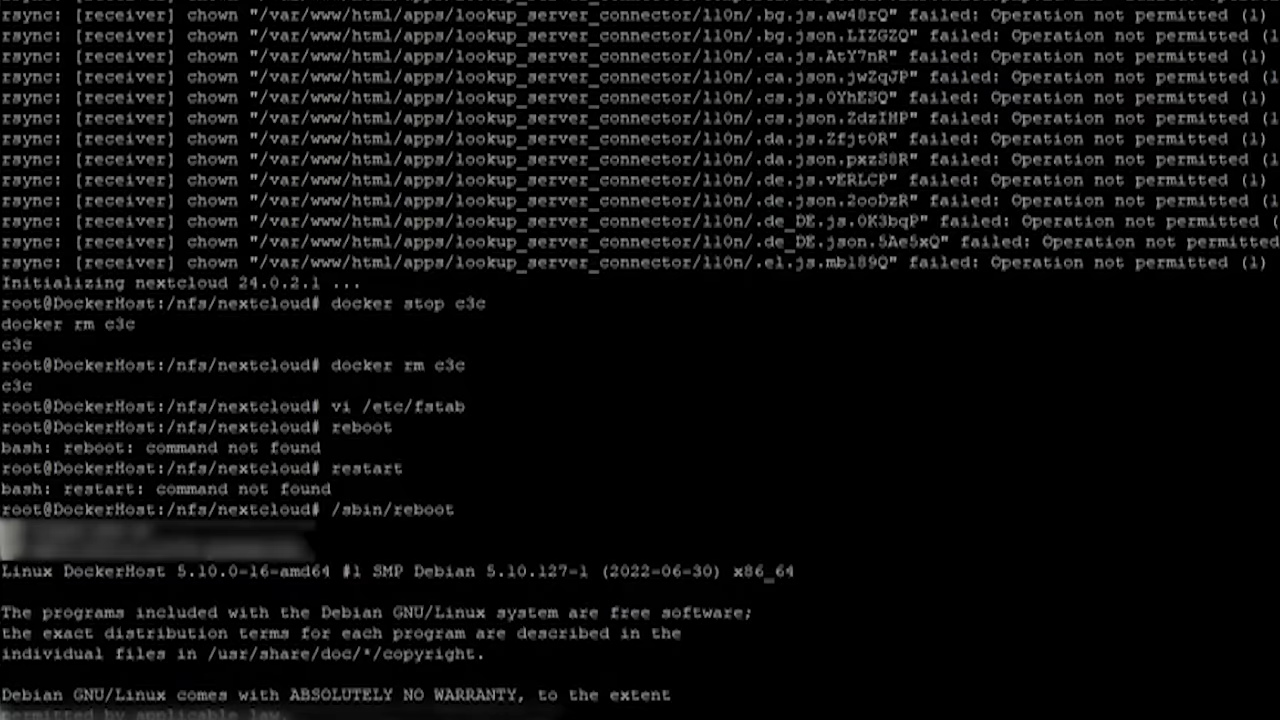 rsync: [receiver] chown "/var/www/html/apps/lookup_server_connector/l10n/.bg.js.aw48rQ" failed: Operation not permitted (1)
rsync: [receiver] chown "/var/www/html/apps/lookup_server_connector/l10n/.bg.json.LIZGZQ" failed: Operation not permitted (1
rsync: [receiver] chown "/var/www/html/apps/lookup_server_connector/l10n/.ca.js.AtY7nR" failed: Operation not permitted (1)
rsync: [receiver] chown "/var/www/html/apps/lookup_server_connector/l10n/.ca.json.jwZqJP" failed: Operation not permitted (1
rsync: [receiver] chown "/var/www/html/apps/lookup_server_connector/l10n/.cs.js.0YhESQ" failed: Operation not permitted (1)
rsync: [receiver] chown "/var/www/html/apps/lookup_server_connector/l10n/.cs.json.ZdzIHP" failed: Operation not permitted (1
rsync: [receiver] chown "/var/www/html/apps/lookup_server_connector/l10n/.da.js.Zfjt0R" failed: Operation not permitted (1)
rsync: [receiver] chown "/var/www/html/apps/lookup_server_connector/l10n/.da.json.pxzS8R" failed: Operation not permitted (1
rsync: [receiver] chown "/var/www/html/apps/lookup_server_connector/l10n/.de.js.vERLCP" failed: Operation not permitted (1)
rsync: [receiver] chown "/var/www/html/apps/lookup_server_connector/l10n/.de.json.2ooDzR" failed: Operation not permitted (1
rsync: [receiver] chown "/var/www/html/apps/lookup_server_connector/l10n/.de_DE.js.0K3bqP" failed: Operation not permitted (
rsync: [receiver] chown "/var/www/html/apps/lookup_server_connector/l10n/.de_DE.json.5Ae5xQ" failed: Operation not permitted
rsync: [receiver] chown "/var/www/html/apps/lookup_server_connector/l10n/.el.js.mbl89Q" failed: Operation not permitted (1)
Initializing nextcloud 24.0.2.1 ...
root@DockerHost:/nfs/nextcloud# docker stop c3c
docker rm c3c
c3c
root@DockerHost:/nfs/nextcloud# docker rm c3c
c3c
root@DockerHost:/nfs/nextcloud# vi /etc/fstab
root@DockerHost:/nfs/nextcloud# reboot
bash: reboot: command not found
root@DockerHost:/nfs/nextcloud# restart
bash: restart: command not found
root@DockerHost:/nfs/nextcloud# /sbin/reboot
Linux DockerHost 5.10.0-16-amd64 #1 SMP Debian 5.10.127-1 (2022-06-30) x86_64
The programs included with the Debian GNU/Linux system are free software;
the exact distribution terms for each program are described in the
individual files in /usr/share/doc/*/copyright.
Debian GNU/Linux comes with ABSOLUTELY NO WARRANTY, to the extent
permitted by applicable law.